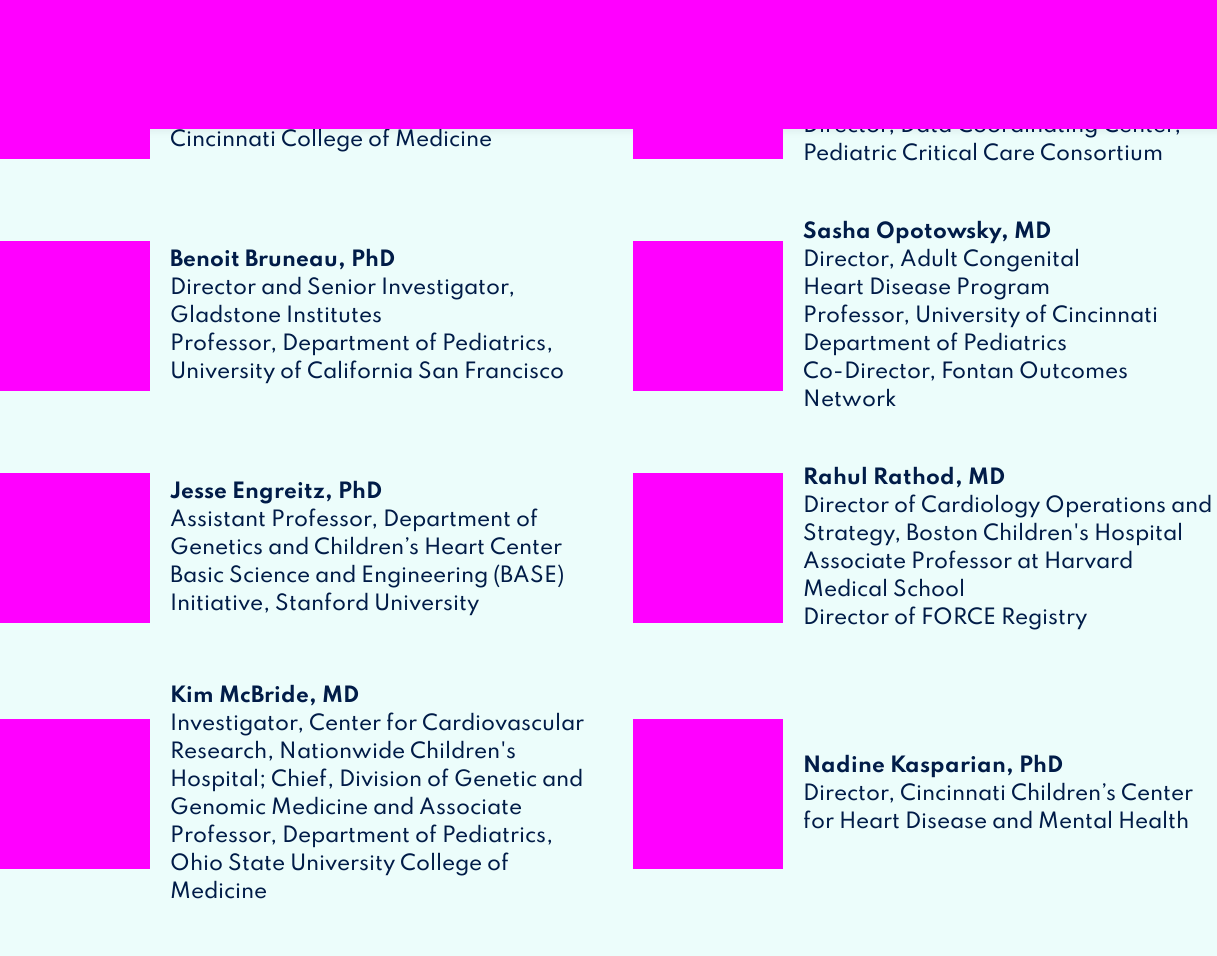 Cincinnati College of Medicine
Director, Data Coordinating Center,
Pediatric Critical Care Consortium
Benoit Bruneau, PhD
Director and Senior Investigator,
Gladstone Institutes
Professor, Department of Pediatrics,
University of California San Francisco
Sasha Opotowsky, MD
Director, Adult Congenital
Heart Disease Program
Professor, University of Cincinnati
Department of Pediatrics
Co-Director, Fontan Outcomes
Network
Jesse Engreitz, PhD
Assistant Professor, Department of
Genetics and Children’s Heart Center
Basic Science and Engineering (BASE)
Initiative, Stanford University
Rahul Rathod, MD
Director of Cardiology Operations and
Strategy, Boston Children's Hospital
Associate Professor at Harvard
Medical School
Director of FORCE Registry
Kim McBride, MD
Investigator, Center for Cardiovascular
Research, Nationwide Children's
Hospital; Chief, Division of Genetic and
Genomic Medicine and Associate
Professor, Department of Pediatrics,
Ohio State University College of
Medicine
Nadine Kasparian, PhD
Director, Cincinnati Children’s Center
for Heart Disease and Mental Health